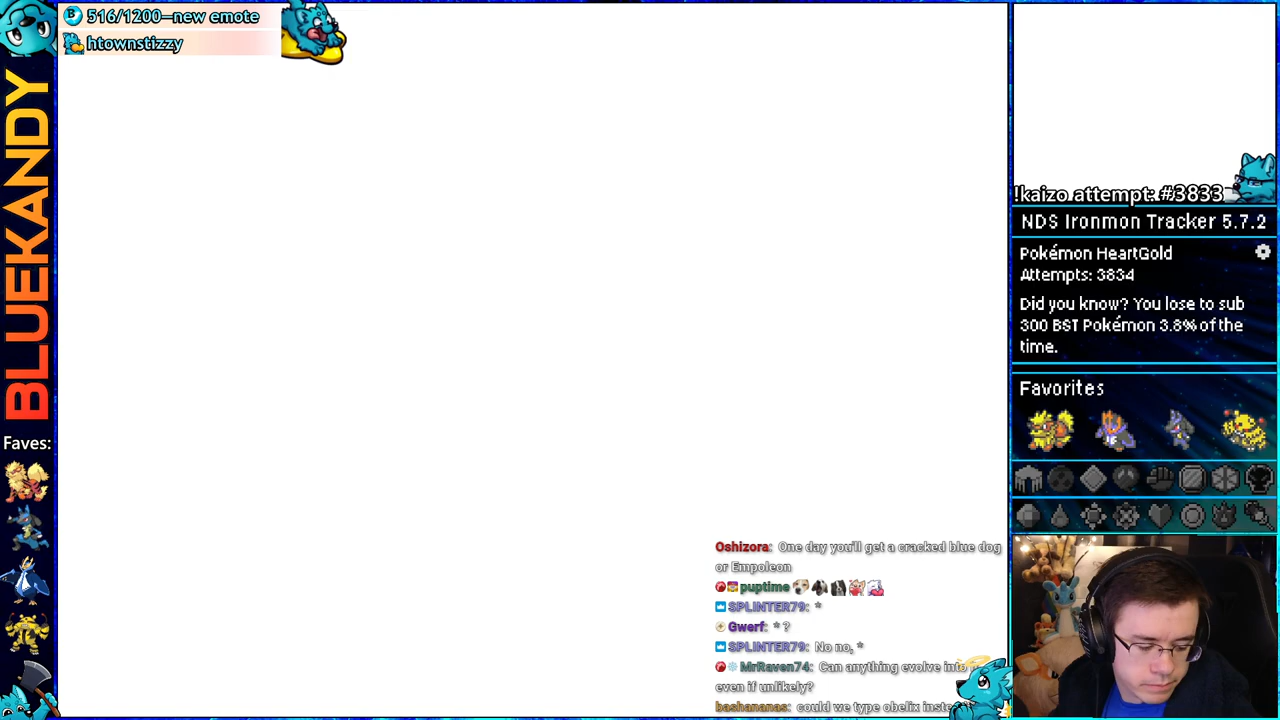 516/1200—new emote
htownstizzy
BLUEKANDY
Faves:
!kaizo attempt: #3833
NDS Ironmon Tracker 5.7.2
Pokémon HeartGold
Attempts: 3834
Did you know? You lose to sub
300 BST Pokémon 3.8% of the
time.
Favorites
Oshizora: One day you'll get a cracked blue dog
or Empoleon
puptime
SPLINTER79: *
Gwerf: * ?
SPLINTER79: No no, *
MrRaven74: Can anything evolve into
even if unlikely?
bashananas: could we type obelix